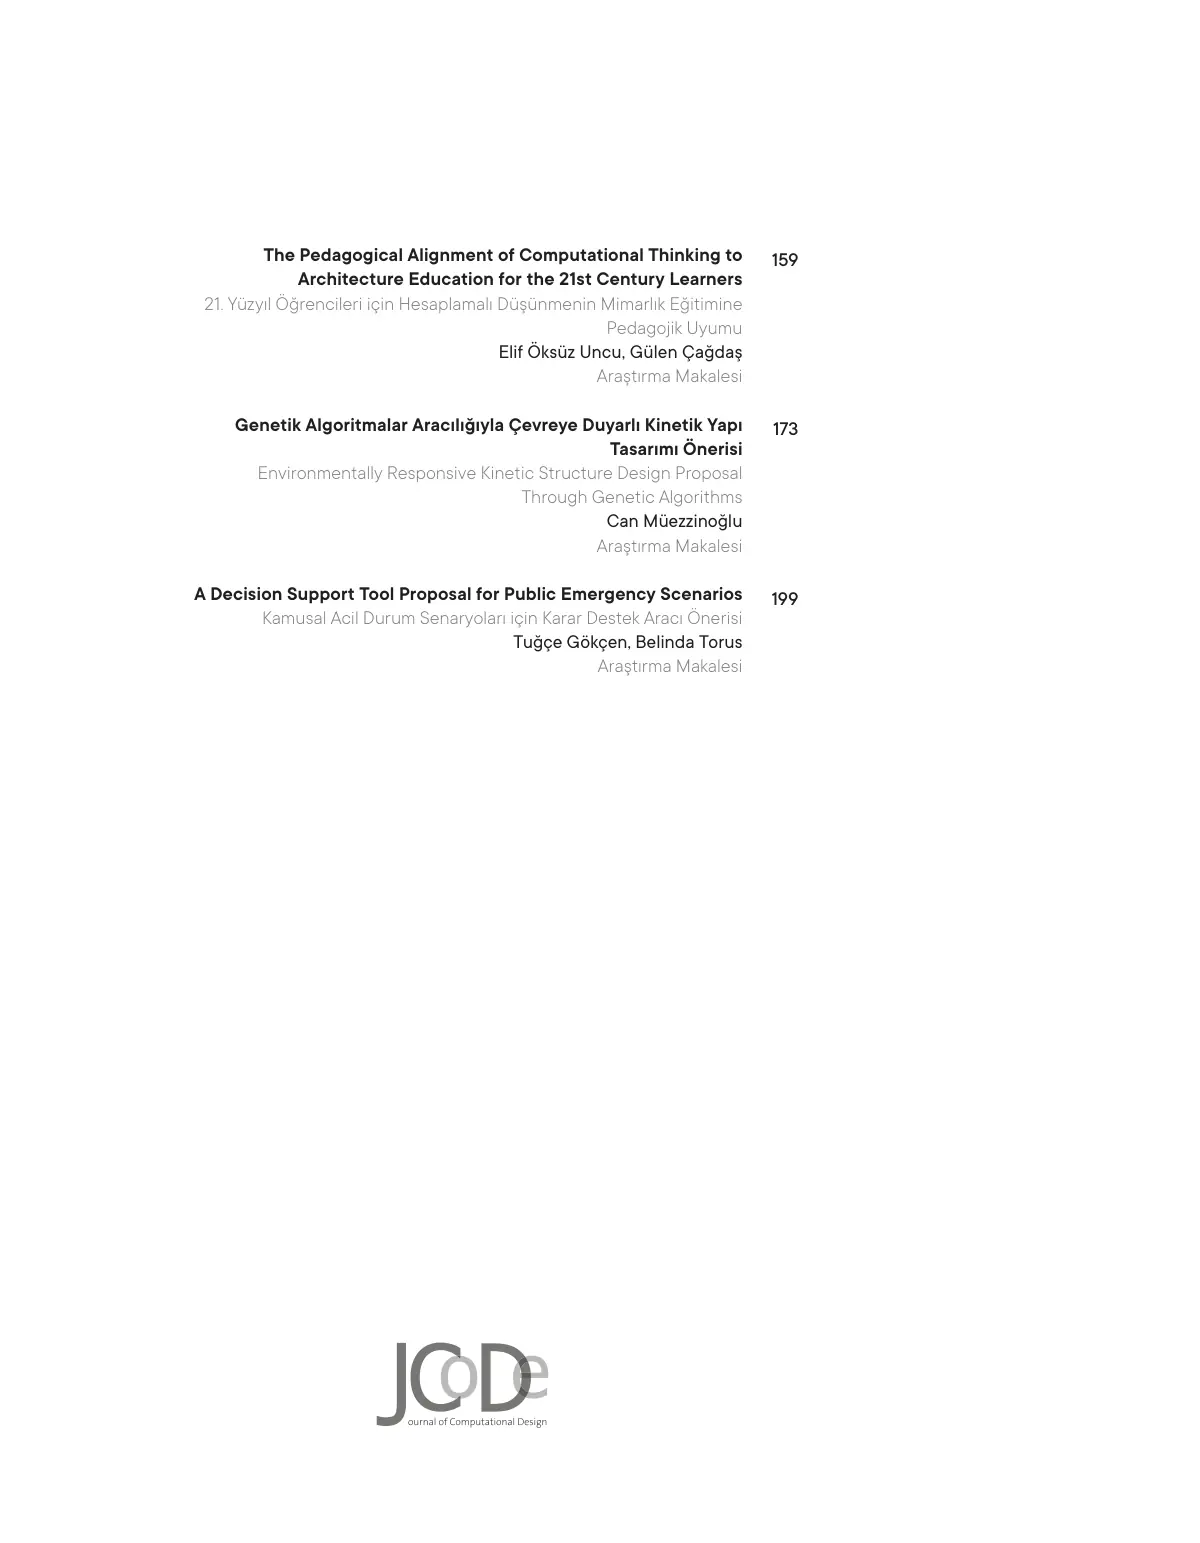 The Pedagogical Alignment of Computational Thinking to 159
Architecture Education for the 21st Century Learners
21. Yüzyıl Öğrencileri için Hesaplamalı Düşünmenin Mimarlık Eğitimine
Pedagojik Uyumu
Elif Öksüz Uncu, Gülen Çağdaş
Araştırma Makalesi
Genetik Algoritmalar Aracılığıyla Çevreye Duyarlı Kinetik Yapı 173
Tasarımı Önerisi
Environmentally Responsive Kinetic Structure Design Proposal
Through Genetic Algorithms
Can Müezzinoğlu
Araştırma Makalesi
A Decision Support Tool Proposal for Public Emergency Scenarios 199
Kamusal Acil Durum Senaryoları için Karar Destek Aracı Önerisi
Tuğçe Gökçen, Belinda Torus
Araştırma Makalesi
JCoDe
ournal of Computational Design